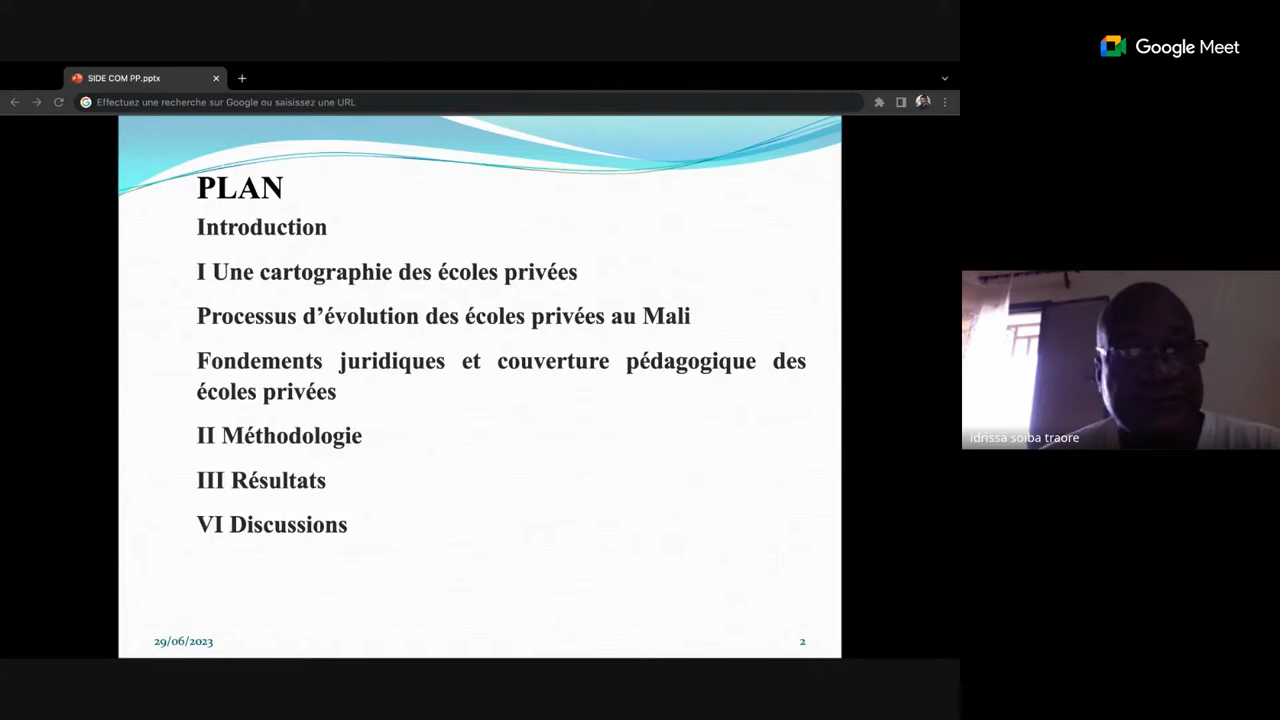 Google Meet
SIDE COM PP.pptx
Effectuez une recherche sur Google ou saisissez une URL
PLAN
Introduction
I Une cartographie des écoles privées
Processus d’évolution des écoles privées au Mali
Fondements juridiques et couverture pédagogique des
écoles privées
II Méthodologie
III Résultats
VI Discussions
29/06/2023
2
idrissa soiba traore